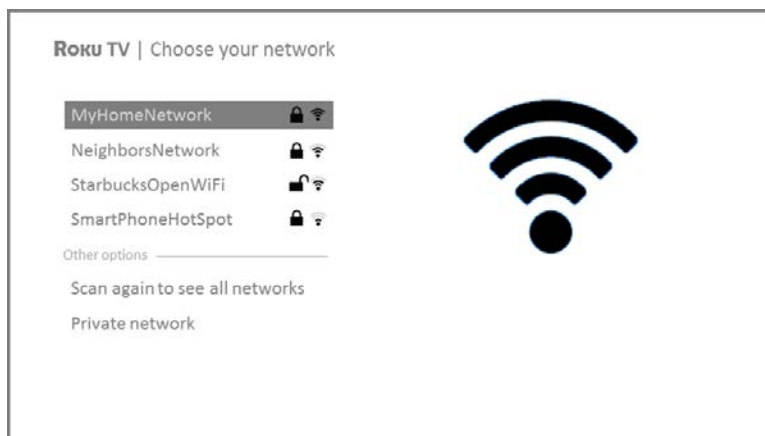 ROKU TV | Choose your network
MyHomeNetwork
NeighborsNetwork
StarbucksOpenWiFi
SmartPhoneHotSpot
Other options
Scan again to see all networks
Private network